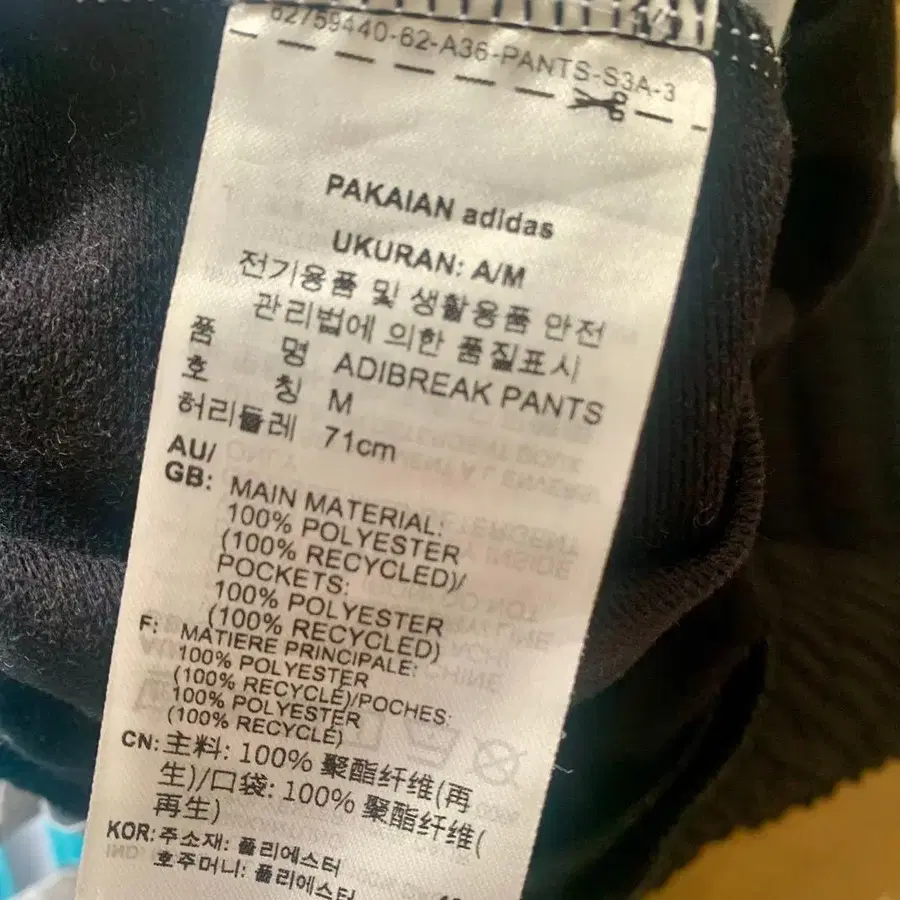 62759440-62-A36-PANTS-S3A-3
PAKAIAN adidas
UKURAN: A/M
전기용품 및 생활용품 안전
관리법에 의한 품질표시
품 명 ADIBREAK PANTS
호 칭 M
허리둘레 71cm
AU/
GB: MAIN MATERIAL:
100% POLYESTER
(100% RECYCLED)/
POCKETS:
100% POLYESTER
(100% RECYCLED)
F: MATIERE PRINCIPALE:
100% POLYESTER
(100% RECYCLÉ)/POCHES:
100% POLYESTER
(100% RECYCLÉ)
CN: 主料: 100% 聚酯纤维(再
生)/口袋: 100% 聚酯纤维(
再生)
KOR: 주소재: 폴리에스터
호주머니: 폴리에스터